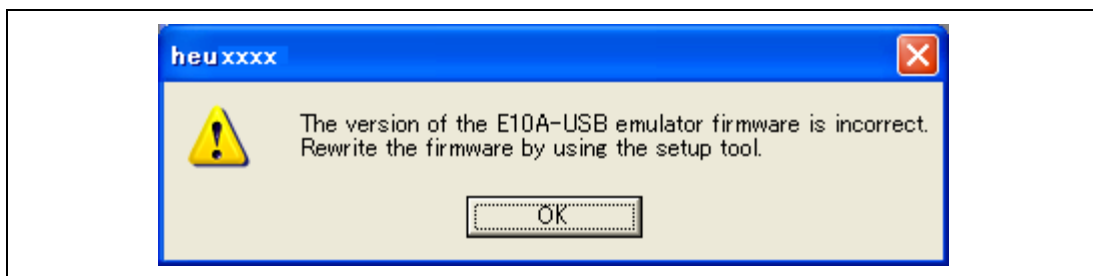 heuxxxx
The version of the E10A-USB emulator firmware is incorrect.
Rewrite the firmware by using the setup tool.
OK